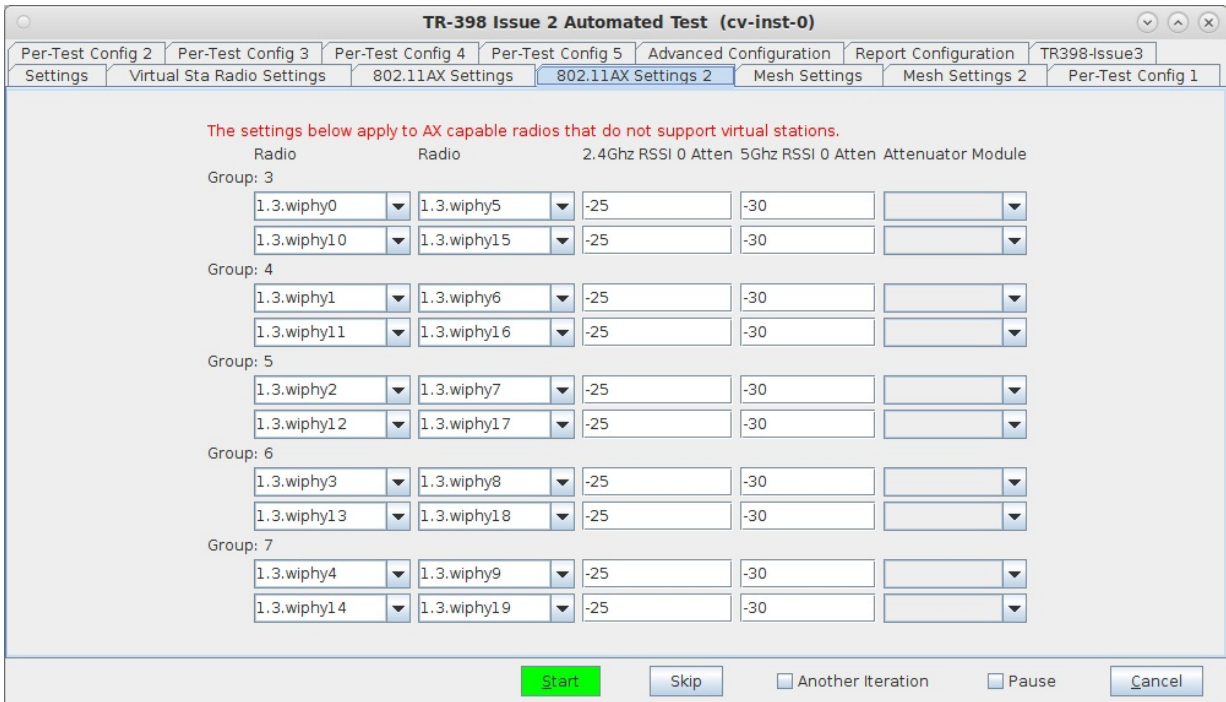 TR-398 Issue 2 Automated Test (cv-inst-0)
Per-Test Config 2 Per-Test Config 3 Per-Test Config 4 Per-Test Config 5 Advanced Configuration Report Configuration TR398-Issue3
Settings Virtual Sta Radio Settings 802.11AX Settings 802.11AX Settings 2 Mesh Settings Mesh Settings 2 Per-Test Config 1
The settings below apply to AX capable radios that do not support virtual stations.
Radio Radio 2.4Ghz RSSI 0 Atten 5Ghz RSSI 0 Atten Attenuator Module
Group: 3
1.3.wiphy0 1.3.wiphy5 -25 -30
1.3.wiphy10 1.3.wiphy15 -25 -30
Group: 4
1.3.wiphy1 1.3.wiphy6 -25 -30
1.3.wiphy11 1.3.wiphy16 -25 -30
Group: 5
1.3.wiphy2 1.3.wiphy7 -25 -30
1.3.wiphy12 1.3.wiphy17 -25 -30
Group: 6
1.3.wiphy3 1.3.wiphy8 -25 -30
1.3.wiphy13 1.3.wiphy18 -25 -30
Group: 7
1.3.wiphy4 1.3.wiphy9 -25 -30
1.3.wiphy14 1.3.wiphy19 -25 -30
Start Skip Another Iteration Pause Cancel